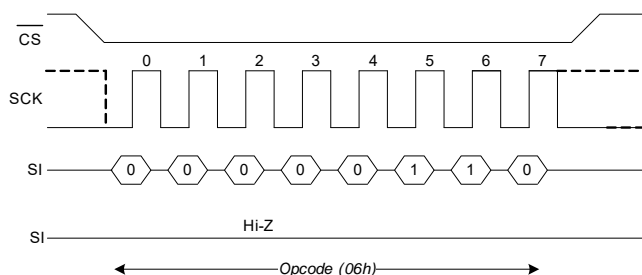 CS
0 1 2 3 4 5 6 7
SCK
SI 0 0 0 0 0 1 1 0
Hi-Z
SI
Opcode (06h)